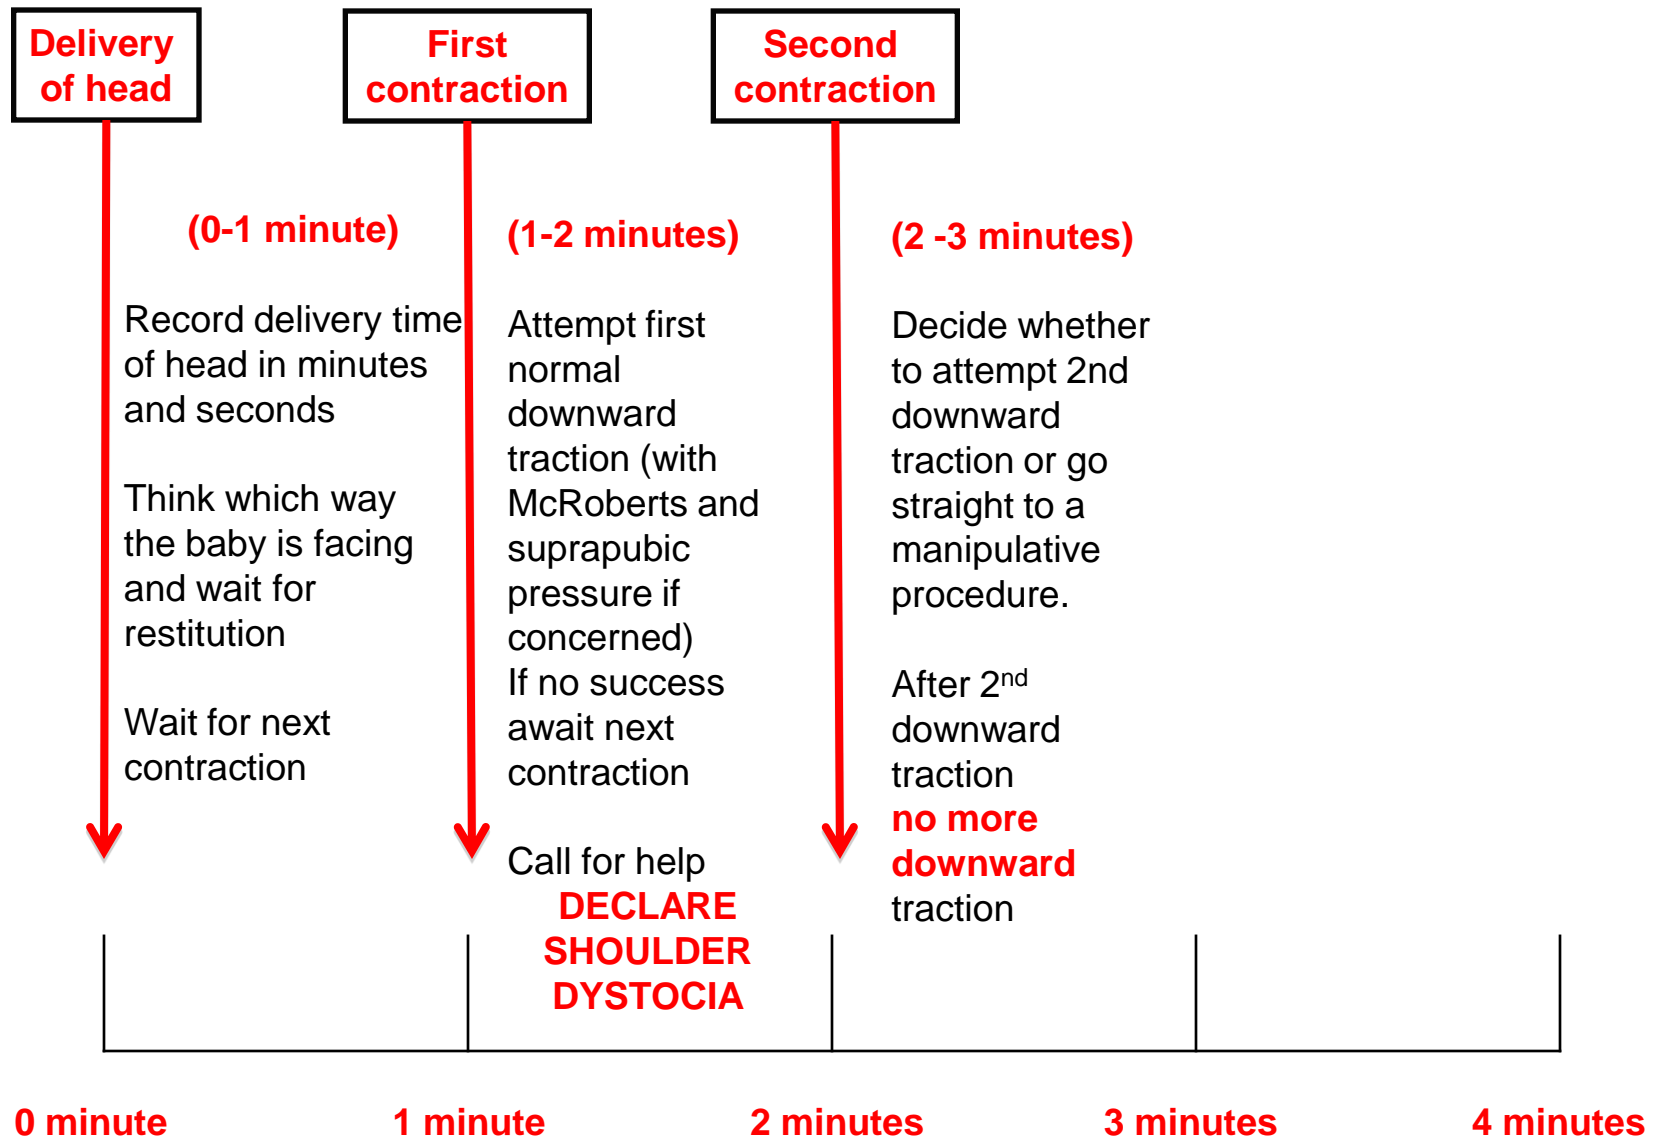 Delivery
of head
First
contraction
Second
contraction
(0-1 minute)
Record delivery time
of head in minutes
and seconds
Think which way
the baby is facing
and wait for
restitution
Wait for next
contraction
(1-2 minutes)
Attempt first
normal
downward
traction (with
McRoberts and
suprapubic
pressure if
concerned)
If no success
await next
contraction
Call for help
DECLARE
SHOULDER
DYSTOCIA
(2 -3 minutes)
Decide whether
to attempt 2nd
downward
traction or go
straight to a
manipulative
procedure.
After 2nd
downward
traction
no more
downward
traction
0 minute
1 minute
2 minutes
3 minutes
4 minutes